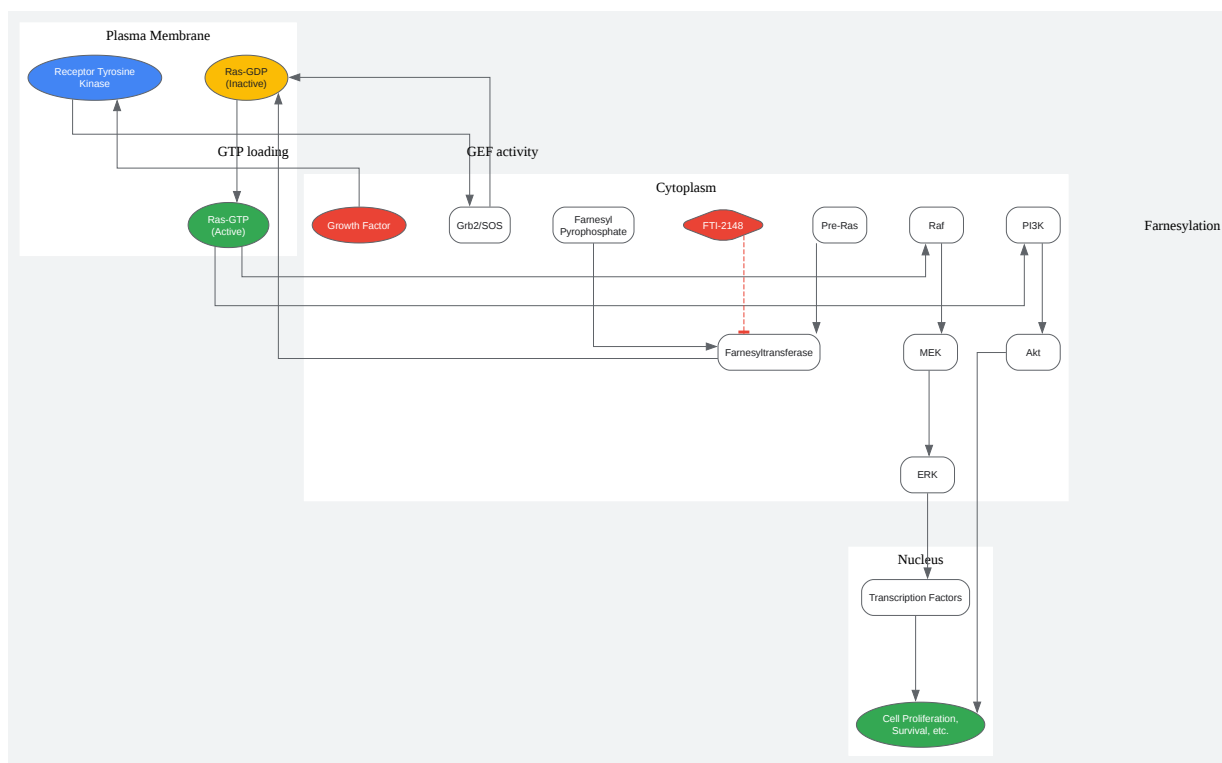 Plasma Membrane
Receptor Tyrosine
Kinase
Ras-GDP
(Inactive)
GTP loading
GEF activity
Cytoplasm
Ras-GTP
(Active)
Growth Factor
Grb2/SOS
Farnesyl
Pyrophosphate
FTI-2148
Pre-Ras
Raf
PI3K
Farnesylation
Farnesyltransferase
MEK
Akt
ERK
Nucleus
Transcription Factors
Cell Proliferation,
Survival, etc.